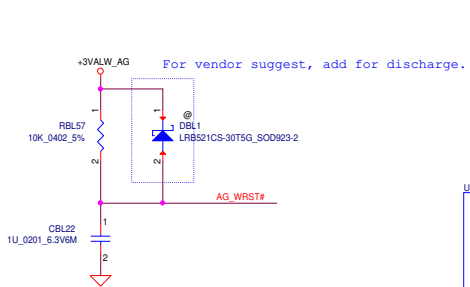 +3VALW_AG
For vendor suggest, add for discharge.
1
1
@
RBL57
DBL1
10K_0402_5%
LRB521CS-30T5G_SOD923-2
2
2
AG_WRST#
U
CBL22
1
1U_0201_6.3V6M
2